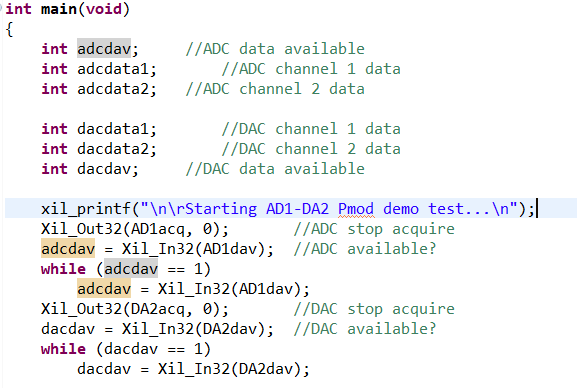 int main(void)
{
    int adcdav;      //ADC data available
    int adcdata1;        //ADC channel 1 data
    int adcdata2;    //ADC channel 2 data

    int dacdata1;        //DAC channel 1 data
    int dacdata2;        //DAC channel 2 data
    int dacdav;      //DAC data available

    xil_printf("\n\rStarting AD1-DA2 Pmod demo test...\n");
    Xil_Out32(AD1acq, 0);       //ADC stop acquire
    adcdav = Xil_In32(AD1dav);  //ADC available?
    while (adcdav == 1)
        adcdav = Xil_In32(AD1dav);
    Xil_Out32(DA2acq, 0);       //DAC stop acquire
    dacdav = Xil_In32(DA2dav);  //DAC available?
    while (dacdav == 1)
        dacdav = Xil_In32(DA2dav);